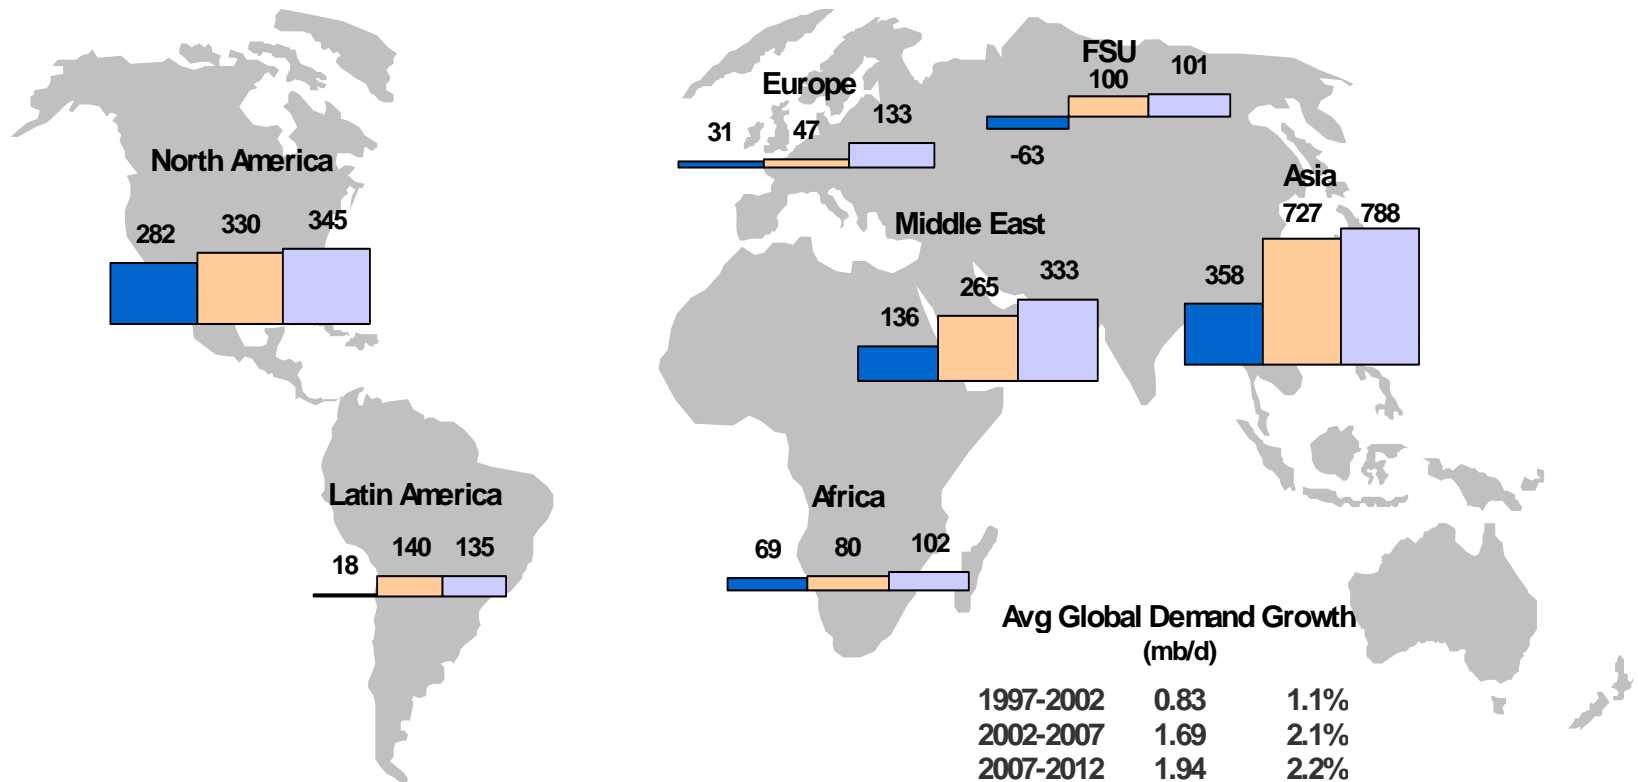 FSU
100
101
-63
Europe
31
47
133
North America
282
330
345
Asia
358
727
788
Middle East
136
265
333
Latin America
18
140
135
Africa
69
80
102
Avg Global Demand Growth
(mb/d)
1997-2002 0.83 1.1%
2002-2007 1.69 2.1%
2007-2012 1.94 2.2%